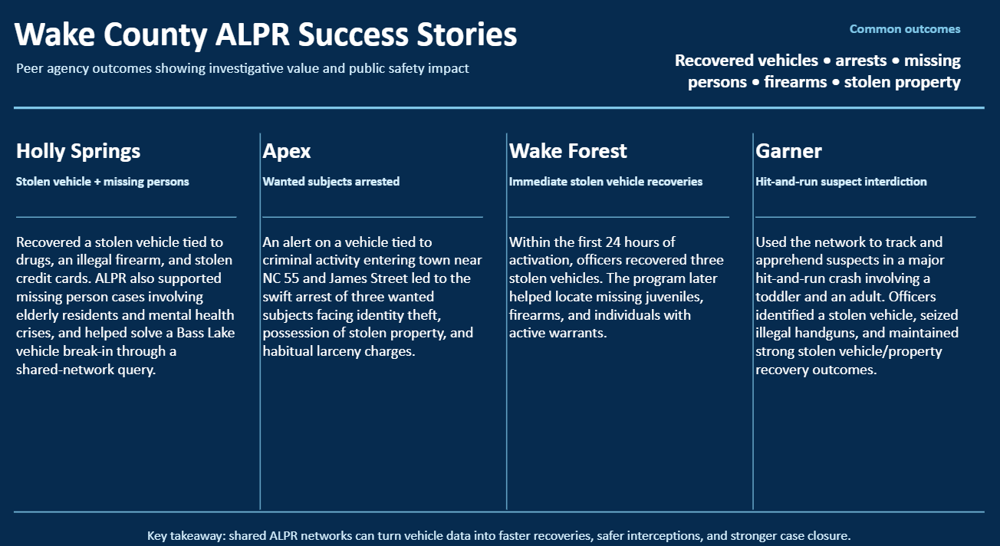 Wake County ALPR Success Stories
Peer agency outcomes showing investigative value and public safety impact
Common outcomes
Recovered vehicles • arrests • missing
persons • firearms • stolen property
Holly Springs
Stolen vehicle + missing persons
Recovered a stolen vehicle tied to
drugs, an illegal firearm, and stolen
credit cards. ALPR also supported
missing person cases involving
elderly residents and mental health
crises, and helped solve a Bass Lake
vehicle break-in through a
shared-network query.
Apex
Wanted subjects arrested
An alert on a vehicle tied to
criminal activity entering town near
NC 55 and James Street led to the
swift arrest of three wanted
subjects facing identity theft,
possession of stolen property, and
habitual larceny charges.
Wake Forest
Immediate stolen vehicle recoveries
Within the first 24 hours of
activation, officers recovered three
stolen vehicles. The program later
helped locate missing juveniles,
firearms, and individuals with
active warrants.
Garner
Hit-and-run suspect interdiction
Used the network to track and
apprehend suspects in a major
hit-and-run crash involving a
toddler and an adult. Officers
identified a stolen vehicle, seized
illegal handguns, and maintained
strong stolen vehicle/property
recovery outcomes.
Key takeaway: shared ALPR networks can turn vehicle data into faster recoveries, safer interceptions, and stronger case closure.